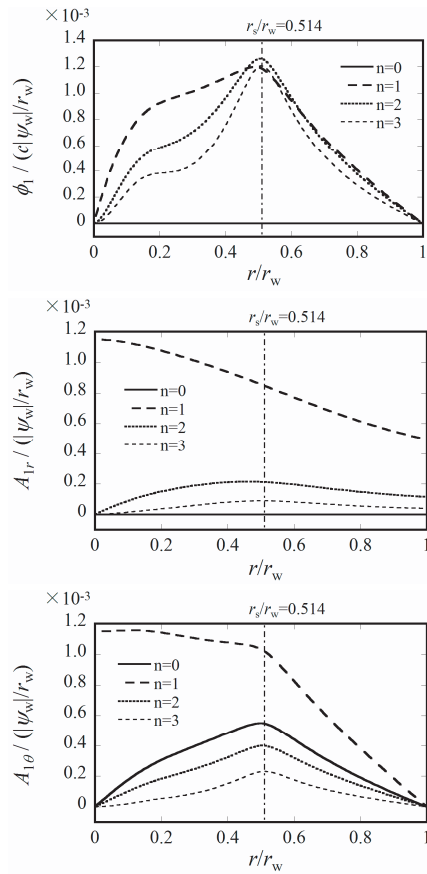 ×10⁻³
rₛ/r_w=0.514
1.4
1.2
1.0
0.8
0.6
0.4
0.2
0
n=0
n=1
n=2
n=3
ϕ₁ / (c|ψ_w|/r_w)
0 0.2 0.4 0.6 0.8 1
r/r_w
×10⁻³
rₛ/r_w=0.514
1.2
1.0
0.8
0.6
0.4
0.2
0
n=0
n=1
n=2
n=3
A₁ᵣ / (|ψ_w|/r_w)
0 0.2 0.4 0.6 0.8 1
r/r_w
×10⁻³
rₛ/r_w=0.514
1.2
1.0
0.8
0.6
0.4
0.2
0
n=0
n=1
n=2
n=3
A₁θ / (|ψ_w|/r_w)
0 0.2 0.4 0.6 0.8 1
r/r_w